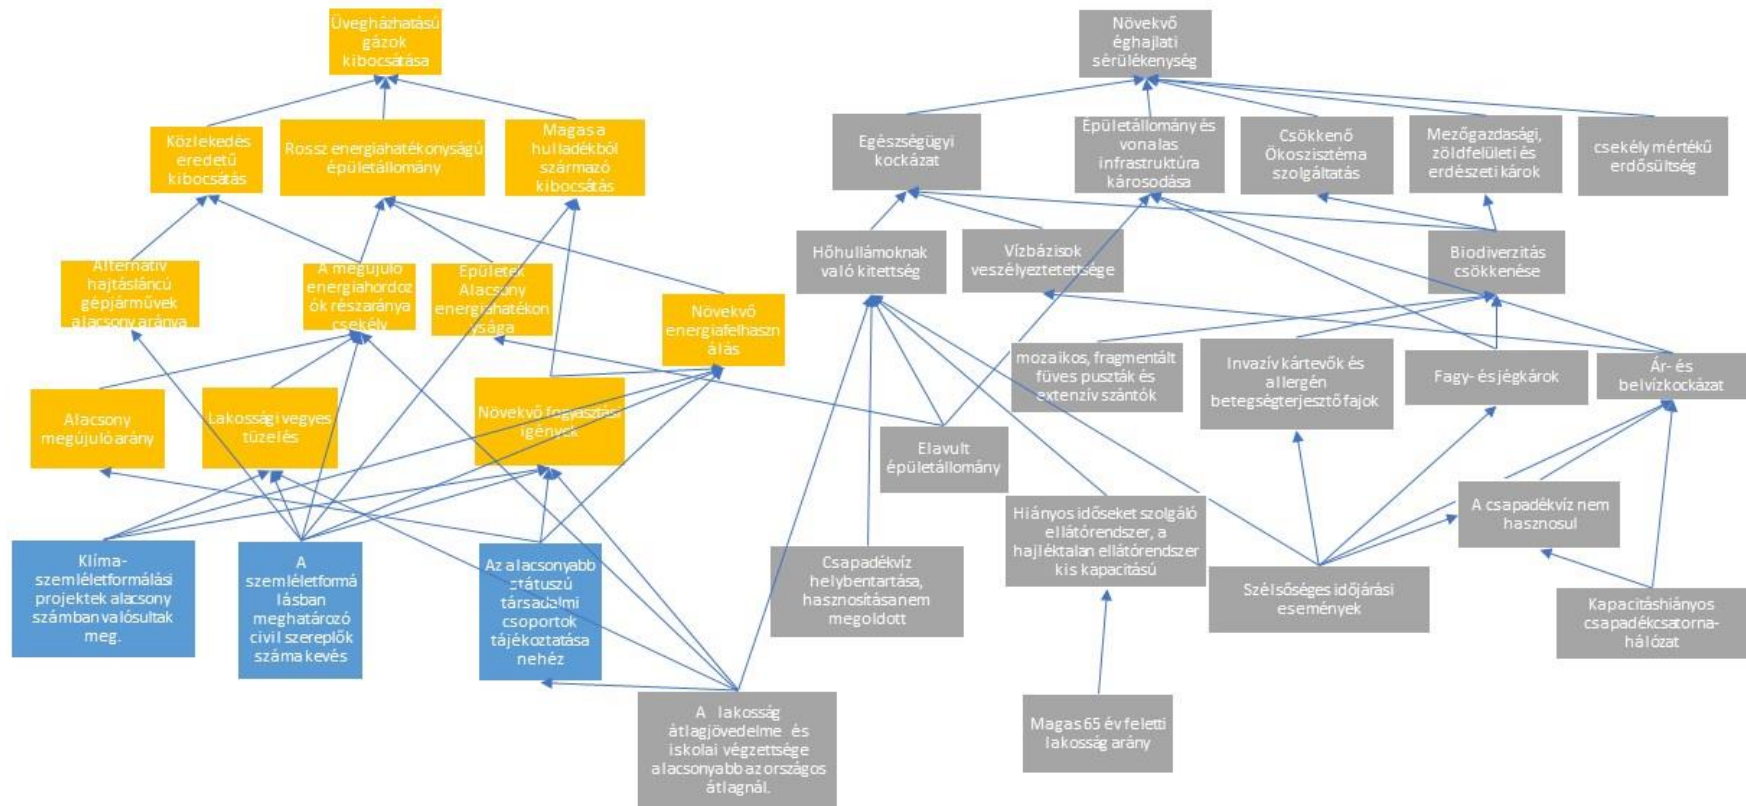 Üvegházhatású
gázok
kibocsátása
Növekvő
éghajlati
sérülékenység
Közlekedés
eredetű
kibocsátás
Rossz energiahatékonyságú
épületállomány
Magas a
hulladékból
származó
kibocsátás
Egészségügyi
kockázat
Épületállomány és
vonalas
infrastruktúra
károsodása
Csökkenő
Ökoszisztéma
szolgáltatás
Mezőgazdasági,
zöldfelületi és
erdészeti károk
csekély mértékű
erdősültség
Alternatív
hajtásláncú
gépjárművek
alacsony aránya
A megújuló
energiahordoz
ók részaránya
csekély
Épületek
Alacsony
energiahatékon
ysága
Növekvő
energiafelhaszn
álás
Hőhullámoknak
való kitettség
Vízbázisok
veszélyeztetettsége
Biodiverzitás
csökkenése
mozaikos, fragmentált
füves puszták és
extenzív szántók
Invazív kártevők és
allergén
betegségterjesztő fajok
Fagy- és jégkárok
Ár- és
belvízkockázat
Alacsony
megújuló arány
Lakossági vegyes
tüzelés
Növekvő fogyasztási
igények
Elavult
épületállomány
Hiányos időseket szolgáló
ellátórendszer, a
hajléktalan ellátórendszer
kis kapacitású
A csapadékvíz nem
hasznosul
Klíma-
szemléletformálási
projektek alacsony
számban valósultak
meg.
A
szemléletformá
lásban
meghatározó
civil szereplők
száma kevés
Az alacsonyabb
státuszú
társadalmi
csoportok
tájékoztatása
nehéz
Csapadékvíz
helybentartása,
hasznosítása nem
megoldott
Szélsőséges időjárási
események
Kapacitáshiányos
csapadékcsatorna-
hálózat
A lakosság
átlagjövedelme és
iskolai végzettsége
alacsonyabb az országos
átlagnál.
Magas 65 év feletti
lakosság arány